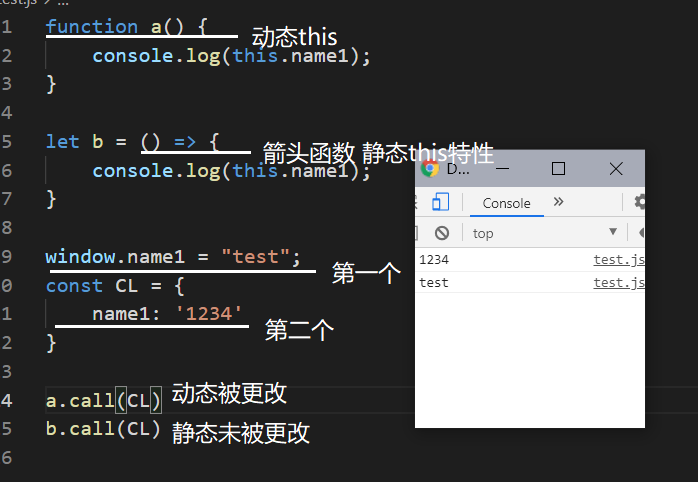 test.js > ...
1 function a() { 动态this
2 console.log(this.name1);
3 }
4
5 let b = () => { 箭头函数 静态this特性
6 console.log(this.name1);
7 }
8
9 window.name1 = "test"; 第一个
0 const CL = {
1 name1: '1234' 第二个
2 }
3
4 a.call(CL) 动态被更改
5 b.call(CL) 静态未被更改
6
D...
Console »
top
1234 test.js
test test.js